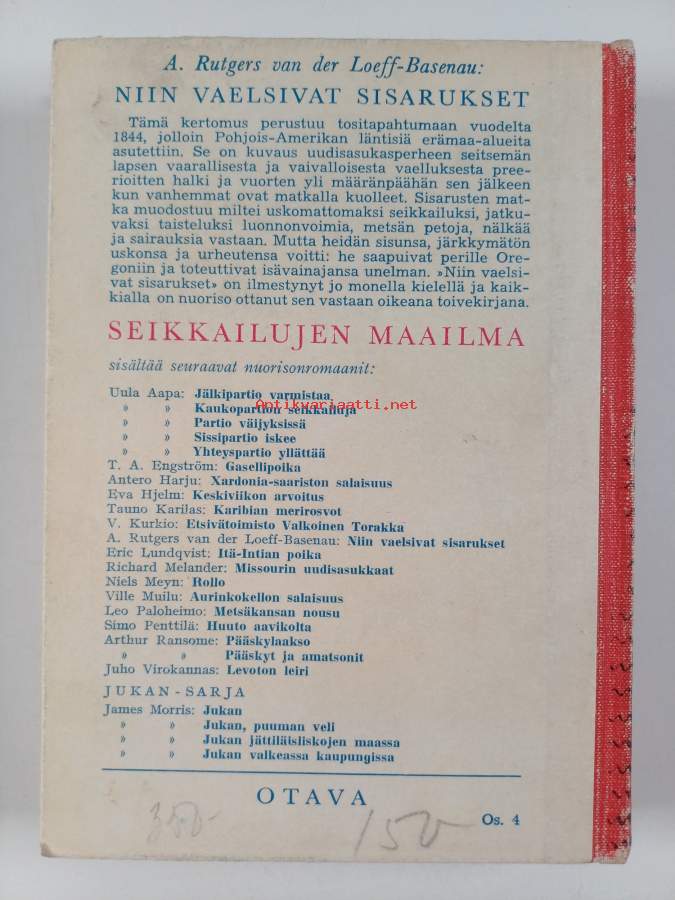 A. Rutgers van der Loeff-Basenau:
NIIN VAELSIVAT SISARUKSET
Tämä kertomus perustuu tositapahtumaan vuodelta
1844, jolloin Pohjois-Amerikan läntisiä erämaa-alueita
asutettiin. Se on kuvaus uudisasukasperheen seitsemän
lapsen vaarallisesta ja vaivalloisesta vaelluksesta pree-
rioitten halki ja vuorten yli määränpäähän sen jälkeen
kun vanhemmat ovat matkalla kuolleet. Sisarusten mat-
ka muodostuu miltei uskomattomaksi seikkailuksi, jatku-
vaksi taisteluksi luonnonvoimia, metsän petoja, nälkää
ja sairauksia vastaan. Mutta heidän sisunsa, järkkymätön
uskonsa ja urheutensa voitti: he saapuivat perille Ore-
goniin ja toteuttivat isävainajansa unelman. »Niin vaelsi-
vat sisarukset» on ilmestynyt jo monella kielellä ja kaik-
kialla on nuoriso ottanut sen vastaan oikeana toivekirjana.
SEIKKAILUJEN MAAILMA
sisältää seuraavat nuorisonromaanit:
Uula Aapa: Jälkipartio varmistaa
Antikvariaatti.net
» » Kaukopartion seikkailuja
» » Partio väijyksissä
» » Sissipartio iskee
» » Yhteyspartio yllättää
T. A. Engström: Gasellipoika
Antero Harju: Xardonia-saariston salaisuus
Eva Hjelm: Keskiviikon arvoitus
Tauno Karilas: Karibian merirosvot
V. Kurkio: Etsivätoimisto Valkoinen Torakka
A. Rutgers van der Loeff-Basenau: Niin vaelsivat sisarukset
Eric Lundqvist: Itä-Intian poika
Richard Melander: Missourin uudisasukkaat
Niels Meyn: Rollo
Ville Muilu: Aurinkokellon salaisuus
Leo Paloheimo: Metsäkansan nousu
Simo Penttilä: Huuto aavikolta
Arthur Ransome: Pääskylaakso
» » Pääskyt ja amatsonit
Juho Virokannas: Levoton leiri
JUKAN-SARJA
James Morris: Jukan
» » Jukan, puuman veli
» » Jukan jättiläisliskojen maassa
» » Jukan valkeassa kaupungissa
OTAVA
Os. 4
350-
150-